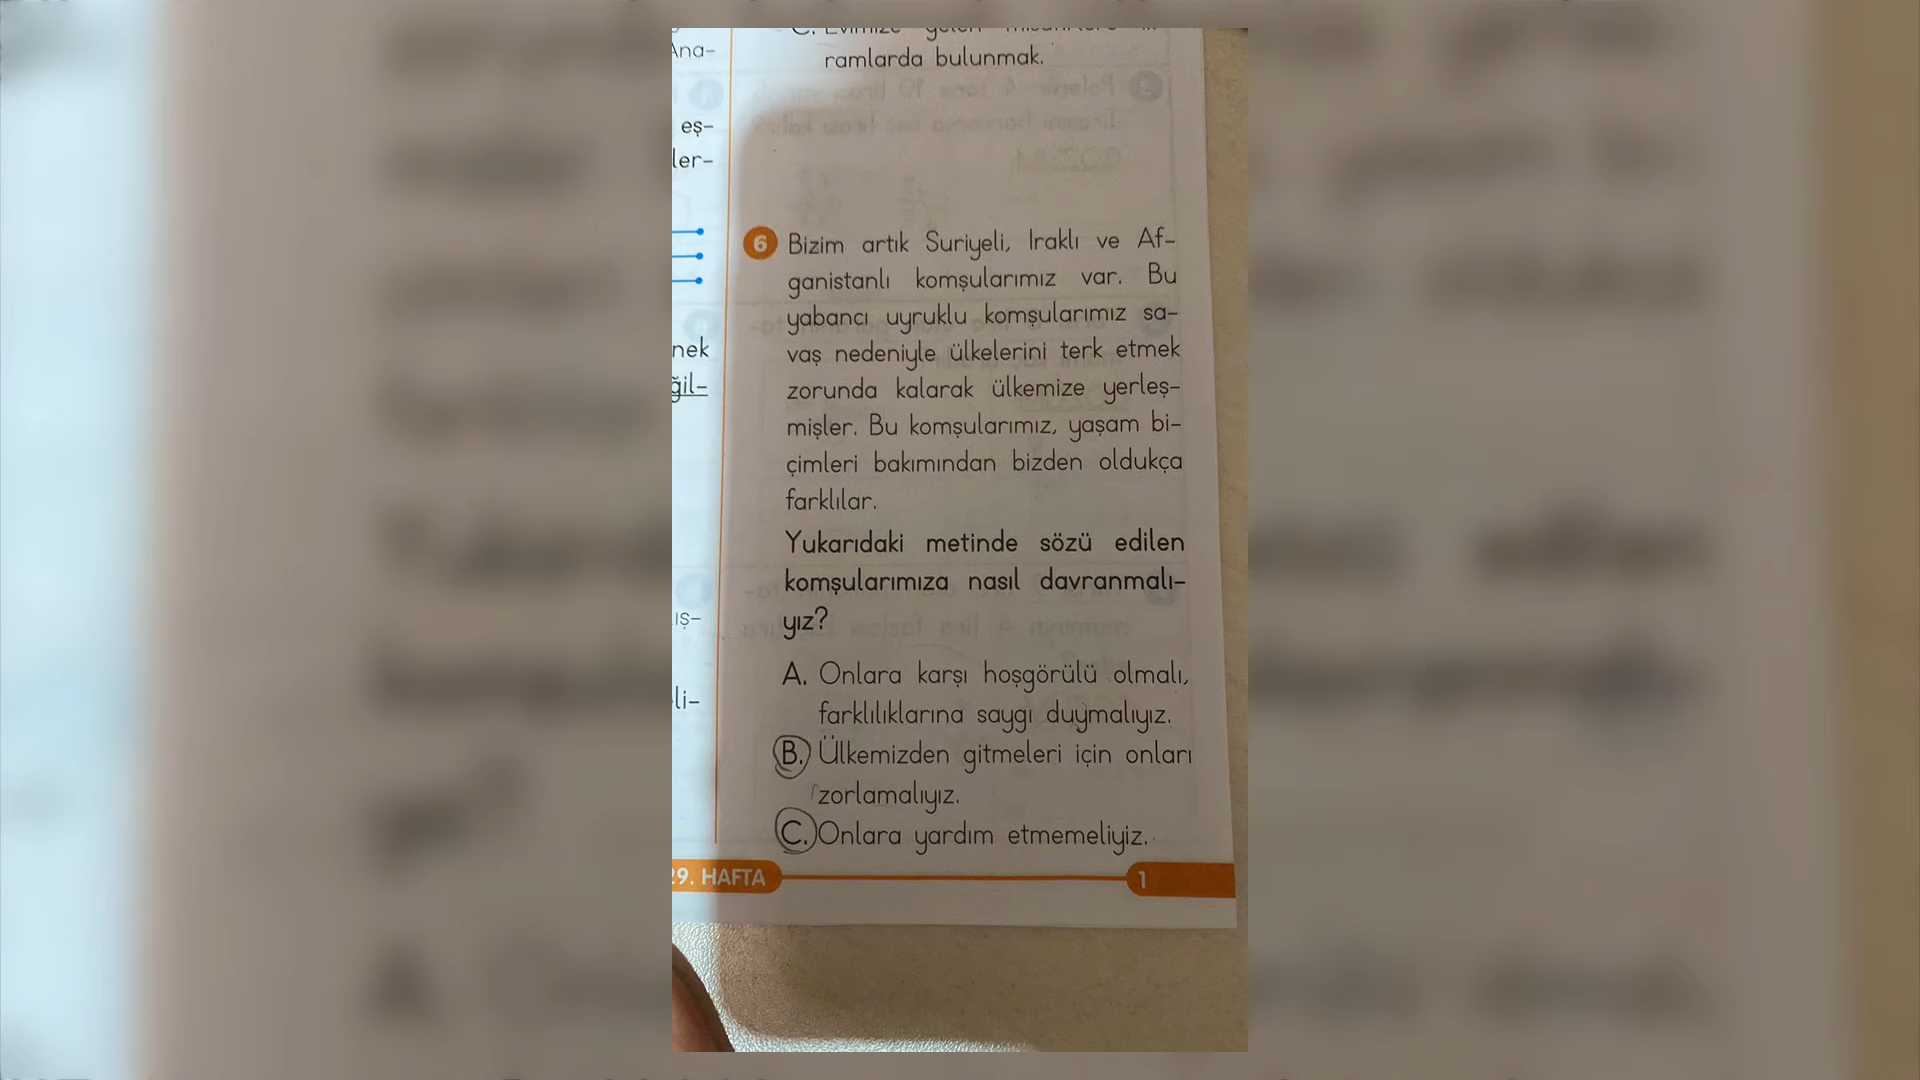 ramlarda bulunmak.
Ana-
eş-
ler-
nek
ğil-
ış-
li-
6 Bizim artık Suriyeli, Iraklı ve Af-
ganistanlı komşularımız var. Bu
yabancı uyruklu komşularımız sa-
vaş nedeniyle ülkelerini terk etmek
zorunda kalarak ülkemize yerleş-
mişler. Bu komşularımız, yaşam bi-
çimleri bakımından bizden oldukça
farklılar.
Yukarıdaki metinde sözü edilen
komşularımıza nasıl davranmalı-
yız?
A. Onlara karşı hoşgörülü olmalı,
farklılıklarına saygı duymalıyız.
B. Ülkemizden gitmeleri için onları
zorlamalıyız.
C. Onlara yardım etmemeliyiz.
29. HAFTA
1